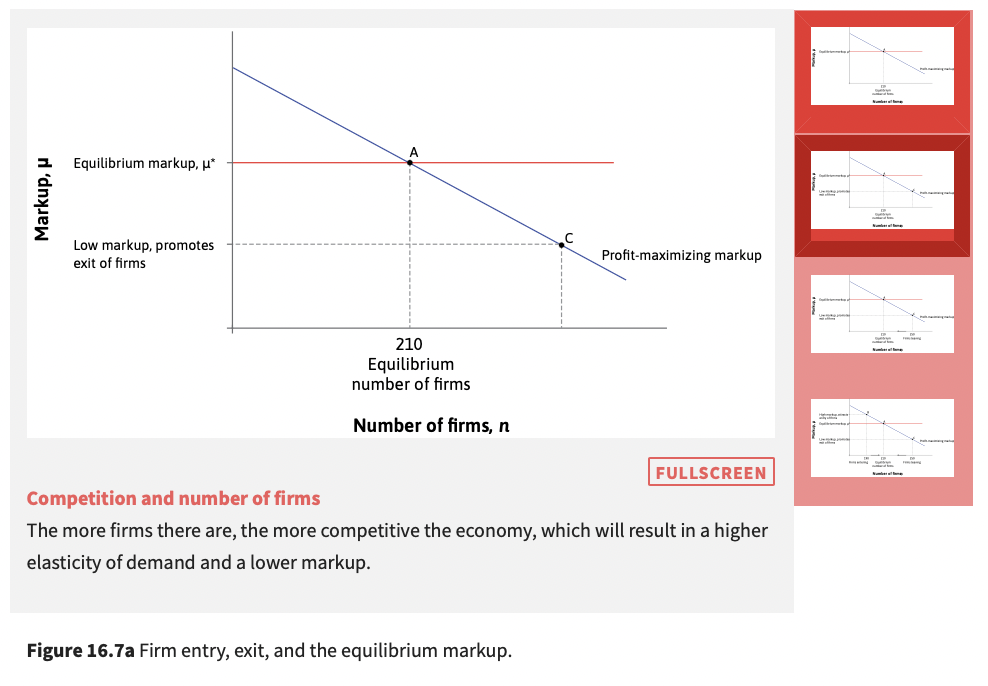 Markup, μ
Equilibrium markup, μ*
A
Low markup, promotes
exit of firms
C
Profit-maximizing markup
210
Equilibrium
number of firms
Number of firms, n
FULLSCREEN
Competition and number of firms
The more firms there are, the more competitive the economy, which will result in a higher
elasticity of demand and a lower markup.
Figure 16.7a Firm entry, exit, and the equilibrium markup.